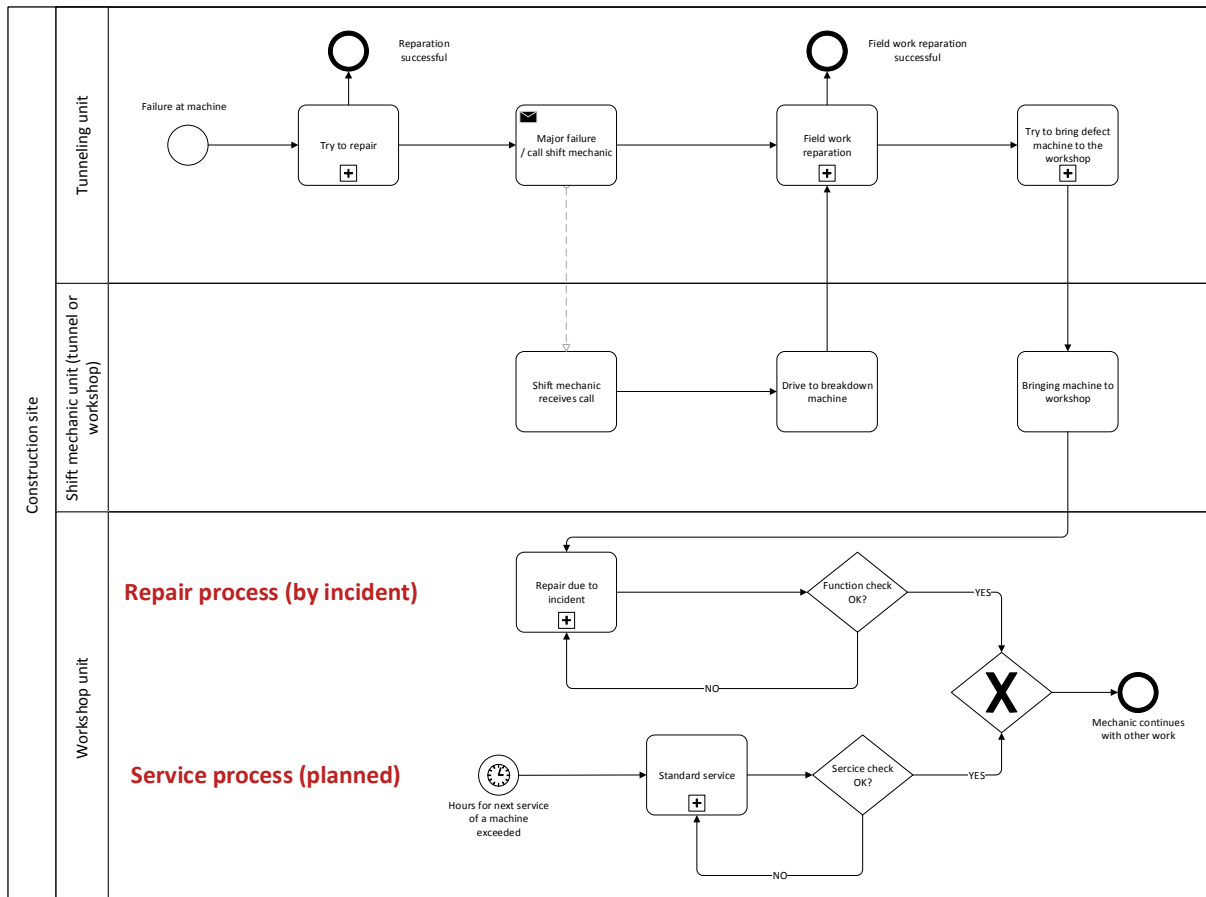 Construction site
Tunneling unit
Failure at machine
Try to repair
Reparation
successful
Major failure
/ call shift mechanic
Field work
reparation
Field work reparation
successful
Try to bring defect
machine to the
workshop
Shift mechanic unit (tunnel or
workshop)
Shift mechanic
receives call
Drive to breakdown
machine
Bringing machine to
workshop
Workshop unit
Repair process (by incident)
Repair due to
incident
Function check
OK?
YES
NO
X
Mechanic continues
with other work
Service process (planned)
Hours for next service
of a machine
exceeded
Standard service
Sercice check
OK?
YES
NO